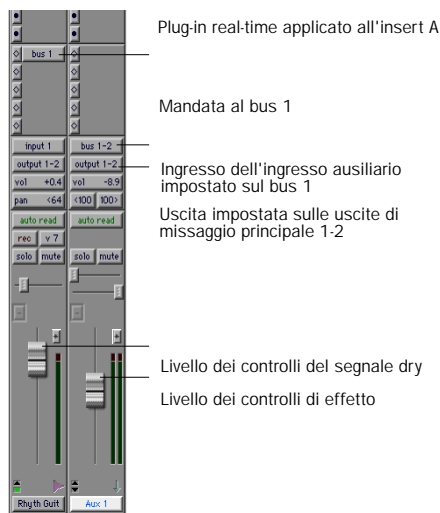 Plug-in real-time applicato all'insert A
bus 1
Mandata al bus 1
input 1 bus 1-2
output 1-2 output 1-2
Ingresso dell'ingresso ausiliario
impostato sul bus 1
vol +0.4 vol -8.9
pan <64 <100 100>
Uscita impostata sulle uscite di
missaggio principale 1-2
auto read auto read
rec v 7
solo mute solo mute
Livello dei controlli del segnale dry
Livello dei controlli di effetto
Rhyth Guit Aux 1